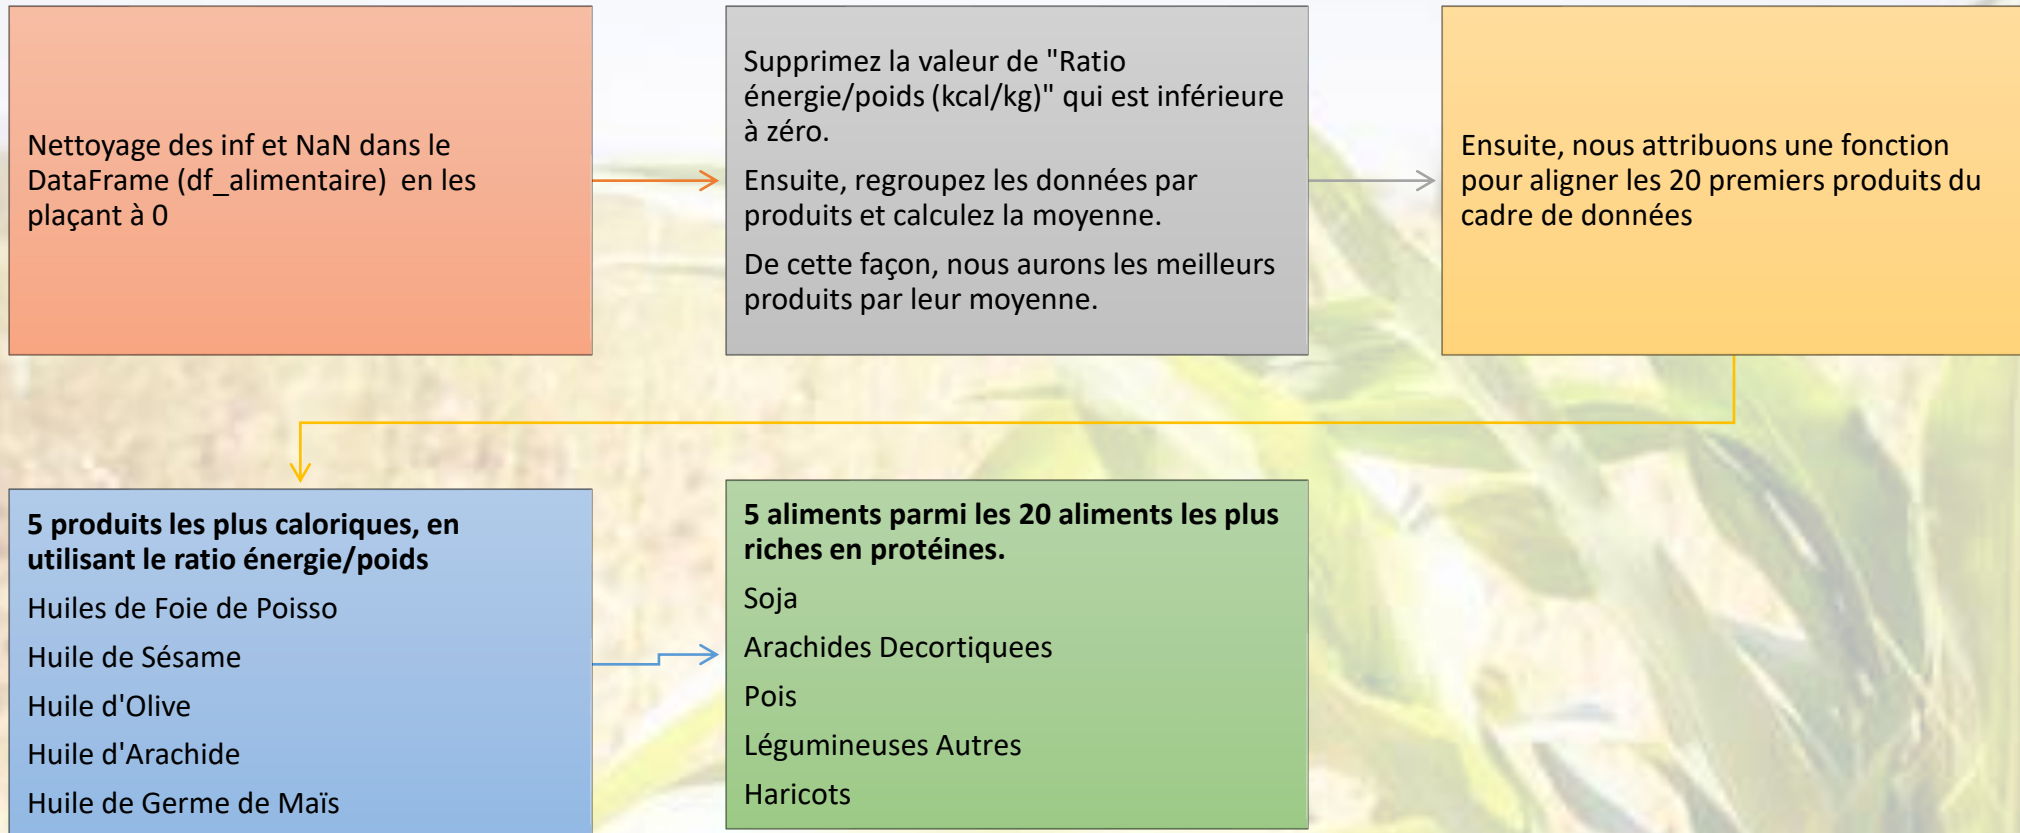 Nettoyage des inf et NaN dans le
DataFrame (df_alimentaire) en les
plaçant à 0
Supprimez la valeur de "Ratio
énergie/poids (kcal/kg)" qui est inférieure
à zéro.
Ensuite, regroupez les données par
produits et calculez la moyenne.
De cette façon, nous aurons les meilleurs
produits par leur moyenne.
Ensuite, nous attribuons une fonction
pour aligner les 20 premiers produits du
cadre de données
5 produits les plus caloriques, en
utilisant le ratio énergie/poids
Huiles de Foie de Poisso
Huile de Sésame
Huile d'Olive
Huile d'Arachide
Huile de Germe de Maïs
5 aliments parmi les 20 aliments les plus
riches en protéines.
Soja
Arachides Decortiquees
Pois
Légumineuses Autres
Haricots